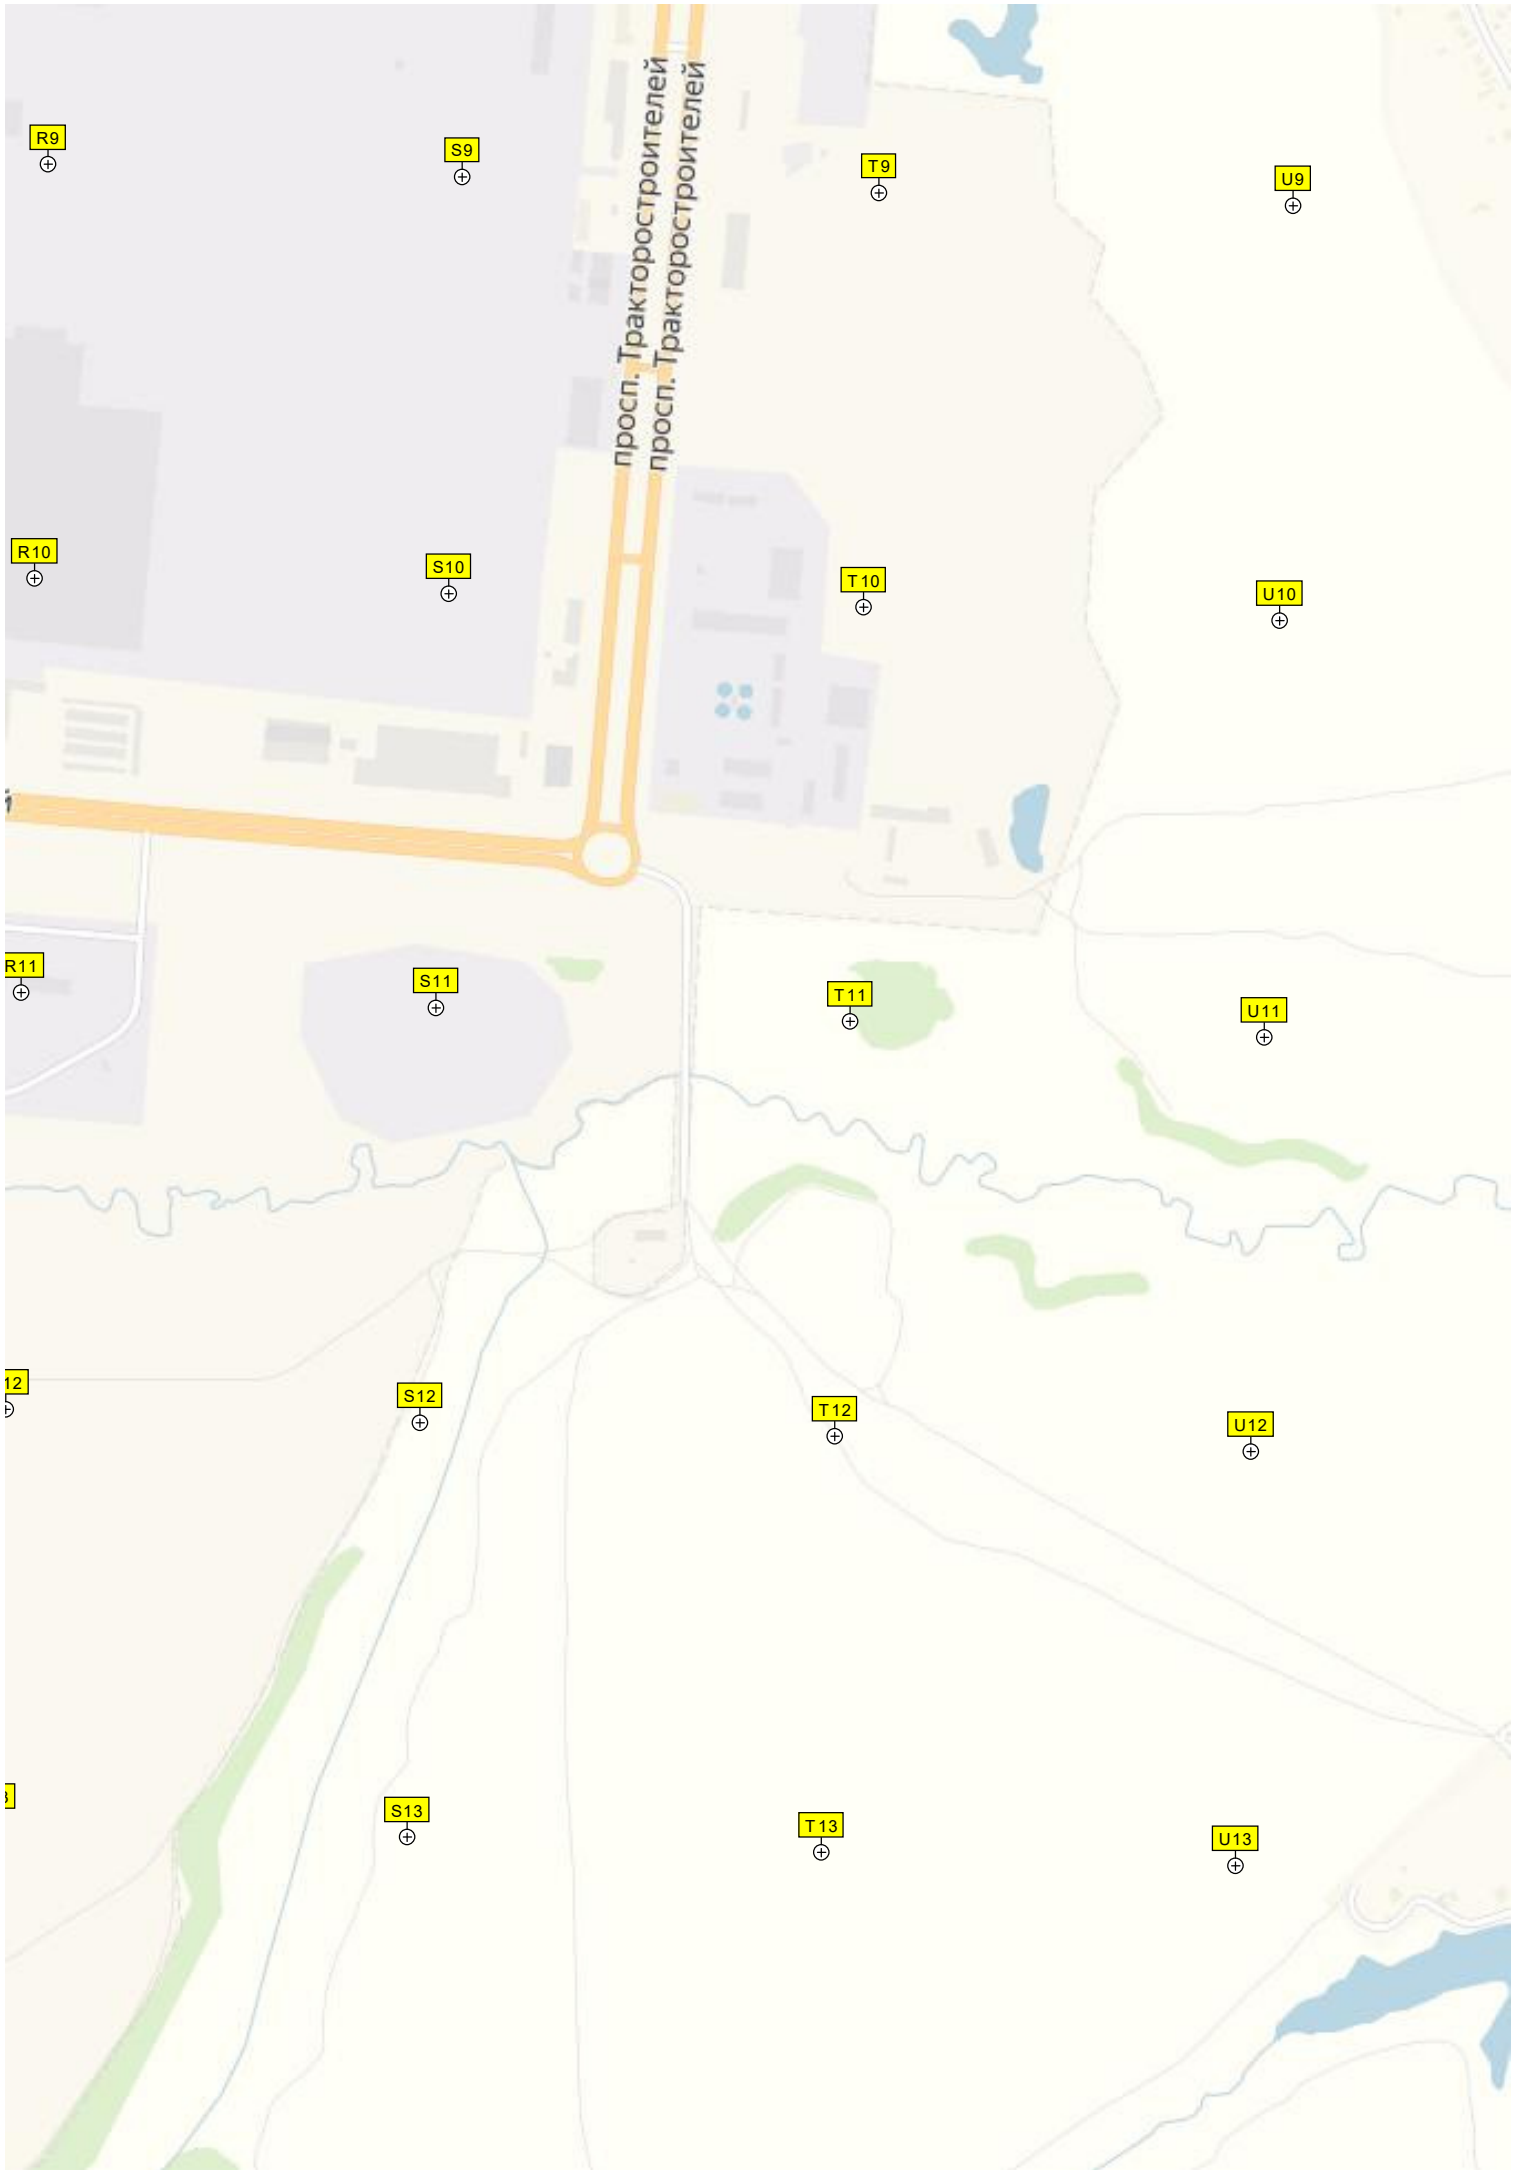 просп. Тракторостроителей
просп. Тракторостроителей
R9
S9
T9
U9
R10
S10
T10
U10
R11
S11
T11
U11
12
S12
T12
U12
S13
T13
U13